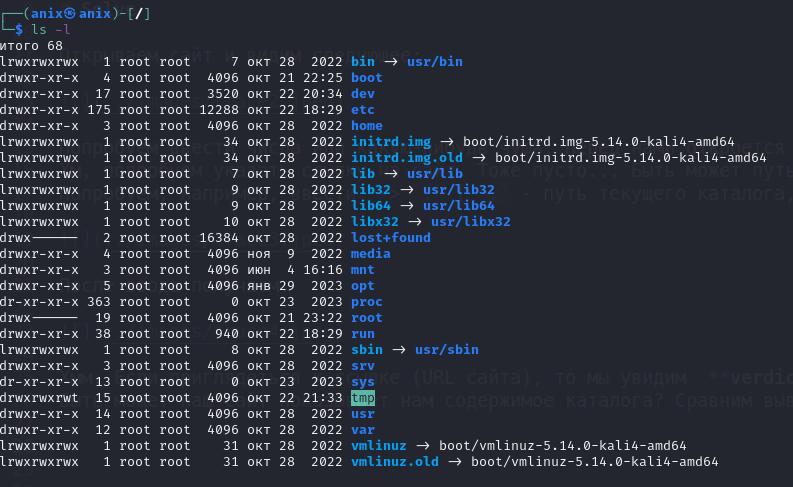 ┌──(anix㉿anix)-[/]
└─$ ls -l
итого 68
lrwxrwxrwx 1 root root 7 окт 28 2022 bin -> usr/bin
drwxr-xr-x 4 root root 4096 окт 21 22:25 boot
drwxr-xr-x 17 root root 3520 окт 22 20:34 dev
drwxr-xr-x 175 root root 12288 окт 22 18:29 etc
drwxr-xr-x 3 root root 4096 окт 28 2022 home
lrwxrwxrwx 1 root root 34 окт 28 2022 initrd.img -> boot/initrd.img-5.14.0-kali4-amd64
lrwxrwxrwx 1 root root 34 окт 28 2022 initrd.img.old -> boot/initrd.img-5.14.0-kali4-amd64
lrwxrwxrwx 1 root root 7 окт 28 2022 lib -> usr/lib
lrwxrwxrwx 1 root root 9 окт 28 2022 lib32 -> usr/lib32
lrwxrwxrwx 1 root root 9 окт 28 2022 lib64 -> usr/lib64
lrwxrwxrwx 1 root root 10 окт 28 2022 libx32 -> usr/libx32
drwx------ 2 root root 16384 окт 28 2022 lost+found
drwxr-xr-x 4 root root 4096 ноя 9 2022 media
drwxr-xr-x 3 root root 4096 июн 4 16:16 mnt
drwxr-xr-x 5 root root 4096 янв 29 2023 opt
dr-xr-xr-x 363 root root 0 окт 23 2023 proc
drwx------ 19 root root 4096 окт 21 23:22 root
drwxr-xr-x 38 root root 940 окт 22 18:29 run
lrwxrwxrwx 1 root root 8 окт 28 2022 sbin -> usr/sbin
drwxr-xr-x 3 root root 4096 окт 28 2022 srv
dr-xr-xr-x 13 root root 0 окт 23 2023 sys
drwxrwxrwt 15 root root 4096 окт 22 21:33 tmp
drwxr-xr-x 14 root root 4096 окт 28 2022 usr
drwxr-xr-x 12 root root 4096 окт 28 2022 var
lrwxrwxrwx 1 root root 31 окт 28 2022 vmlinuz -> boot/vmlinuz-5.14.0-kali4-amd64
lrwxrwxrwx 1 root root 31 окт 28 2022 vmlinuz.old -> boot/vmlinuz-5.14.0-kali4-amd64